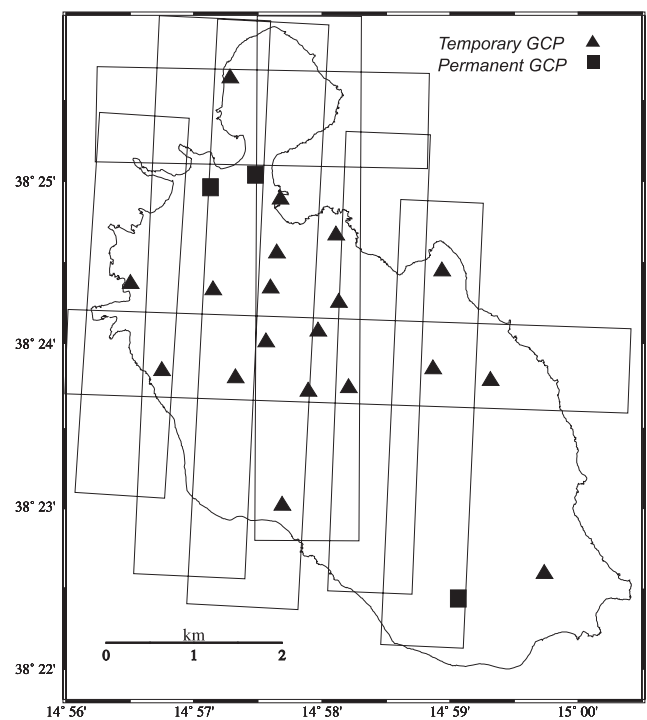 Temporary GCP
Permanent GCP
38° 25'
38° 24'
38° 23'
km
0 1 2
38° 22'
14° 56' 14° 57' 14° 58' 14° 59' 15° 00'